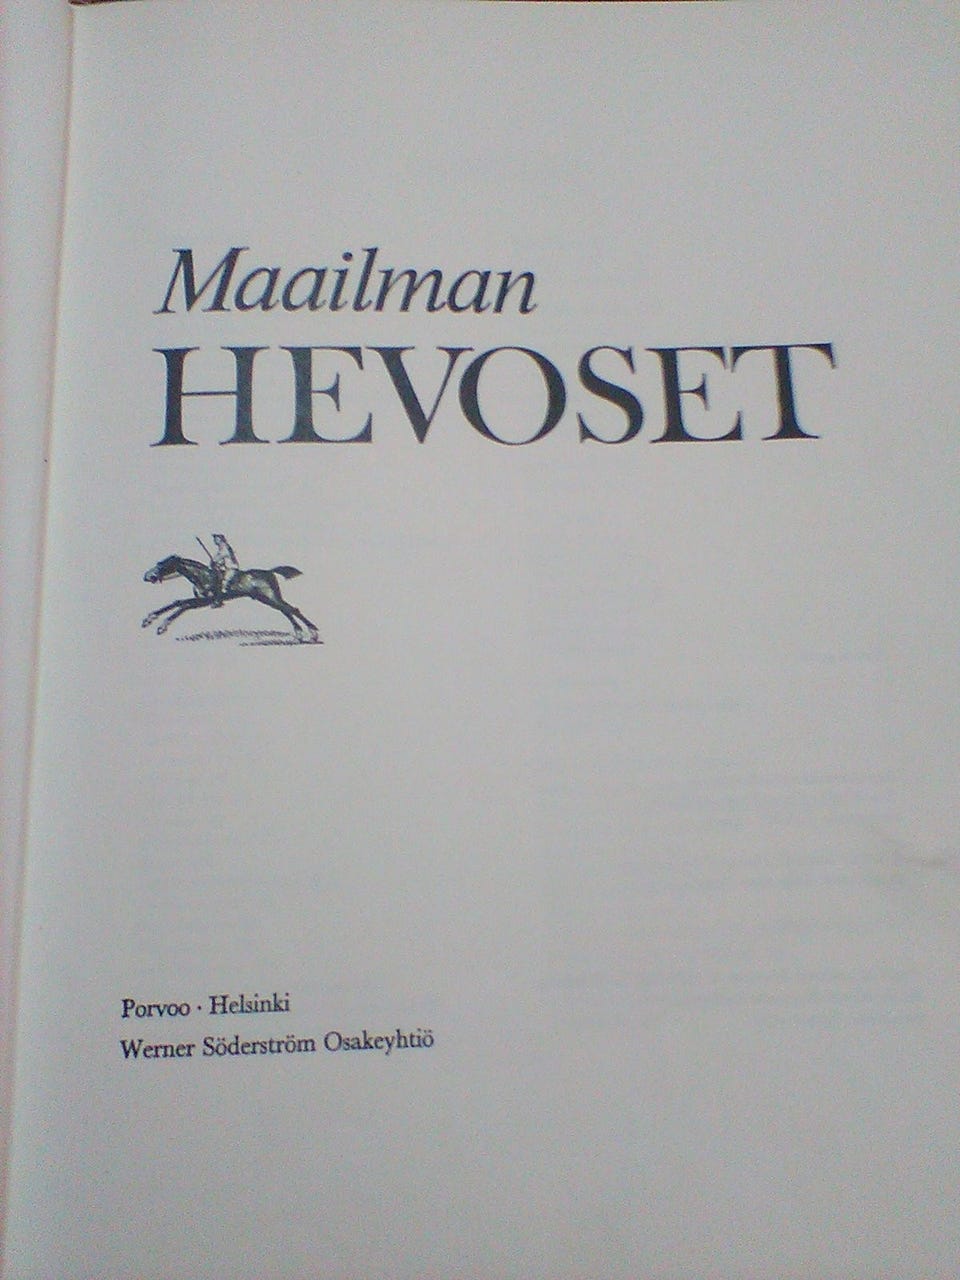 Maailman
HEVOSET
Porvoo · Helsinki
Werner Söderström Osakeyhtiö